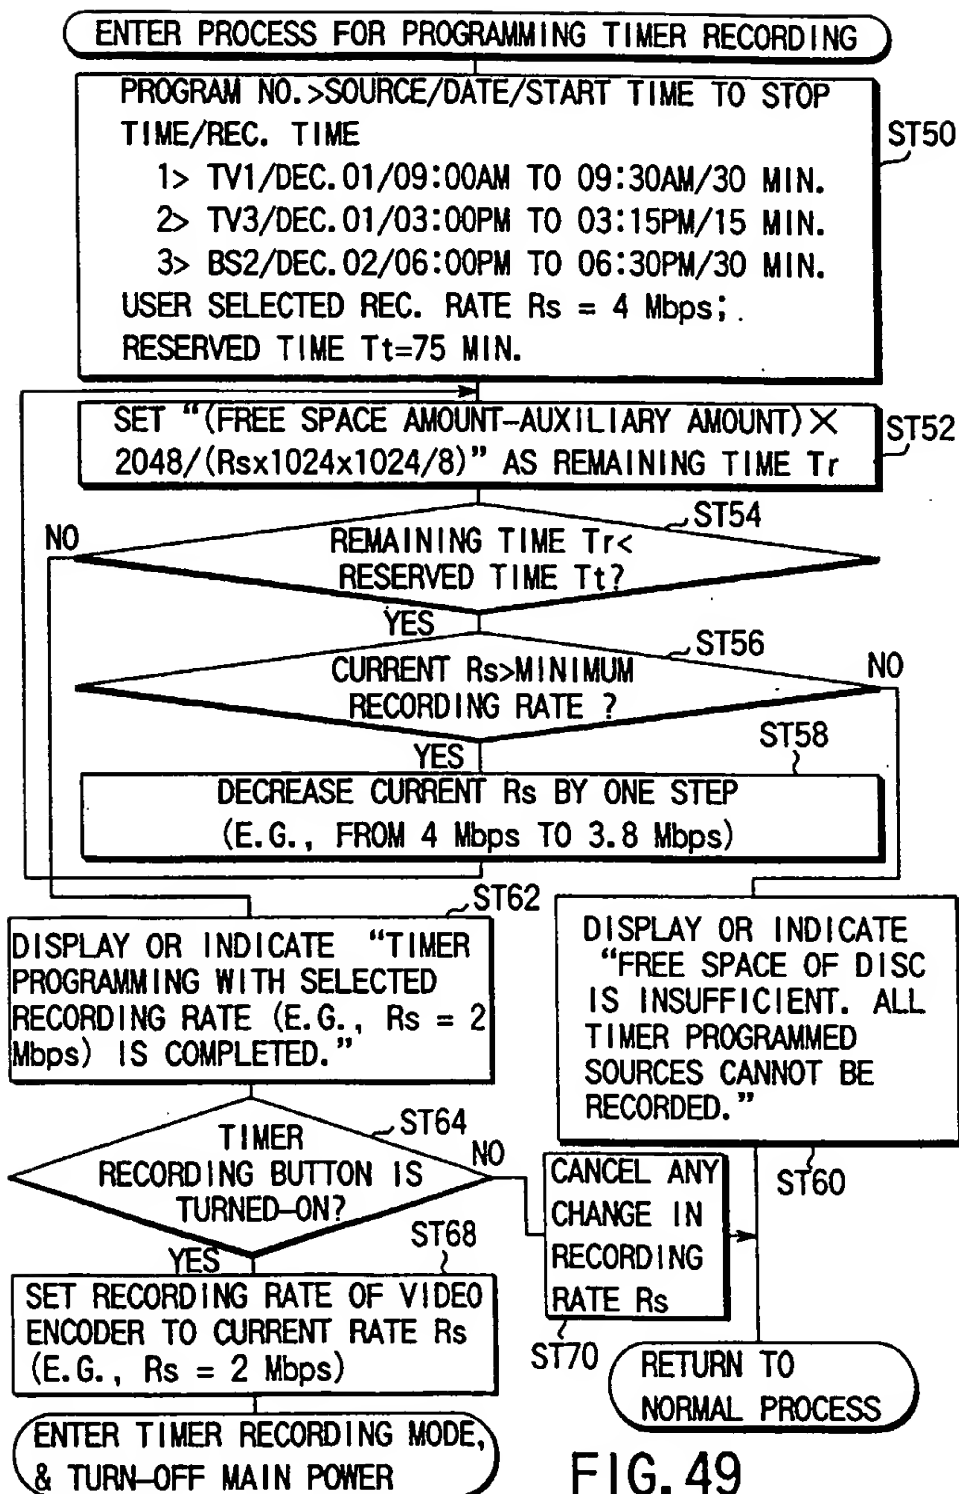 ENTER PROCESS FOR PROGRAMMING TIMER RECORDING
PROGRAM NO.>SOURCE/DATE/START TIME TO STOP
TIME/REC. TIME
1> TV1/DEC.01/09:00AM TO 09:30AM/30 MIN.
2> TV3/DEC.01/03:00PM TO 03:15PM/15 MIN.
3> BS2/DEC.02/06:00PM TO 06:30PM/30 MIN.
USER SELECTED REC. RATE Rs = 4 Mbps;
RESERVED TIME Tt=75 MIN.
ST50
SET “(FREE SPACE AMOUNT-AUXILIARY AMOUNT)×
2048/(Rsx1024x1024/8)” AS REMAINING TIME Tr
ST52
ST54
NO
REMAINING TIME Tr<
RESERVED TIME Tt?
YES
ST56
CURRENT Rs>MINIMUM
RECORDING RATE ?
NO
YES
ST58
DECREASE CURRENT Rs BY ONE STEP
(E.G., FROM 4 Mbps TO 3.8 Mbps)
ST62
DISPLAY OR INDICATE “TIMER
PROGRAMMING WITH SELECTED
RECORDING RATE (E.G., Rs = 2
Mbps) IS COMPLETED.”
DISPLAY OR INDICATE
“FREE SPACE OF DISC
IS INSUFFICIENT. ALL
TIMER PROGRAMMED
SOURCES CANNOT BE
RECORDED.”
ST60
ST64
TIMER
RECORDING BUTTON IS
TURNED-ON?
NO
YES
CANCEL ANY
CHANGE IN
RECORDING
RATE Rs
ST70
ST68
SET RECORDING RATE OF VIDEO
ENCODER TO CURRENT RATE Rs
(E.G., Rs = 2 Mbps)
RETURN TO
NORMAL PROCESS
ENTER TIMER RECORDING MODE,
& TURN-OFF MAIN POWER
FIG. 49